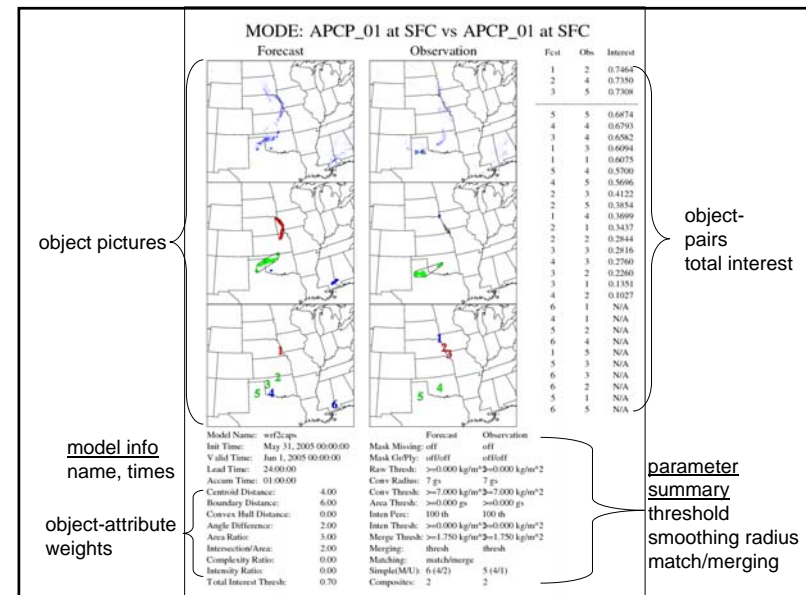 MODE: APCP_01 at SFC vs APCP_01 at SFC
Forecast Observation
Fcst Obs Interest
1 2 0.7464
2 4 0.7350
3 5 0.7308
5 5 0.6874
4 4 0.6793
3 4 0.6582
1 3 0.6094
1 1 0.6075
5 4 0.5700
4 5 0.5696
2 3 0.4122
2 5 0.3854
1 4 0.3699
2 1 0.3437
2 2 0.2844
3 3 0.2816
4 3 0.2760
3 2 0.2260
3 1 0.1351
4 2 0.1027
6 1 N/A
4 1 N/A
5 2 N/A
6 4 N/A
1 5 N/A
5 3 N/A
6 3 N/A
6 2 N/A
5 1 N/A
6 5 N/A
object pictures
object-
pairs
total interest
1
2
3
5 4
6
1
2
3
4
5
model info
name, times
object-attribute
weights
Model Name: wrf2caps
Init Time: May 31, 2005 00:00:00
Valid Time: Jun 1, 2005 00:00:00
Lead Time: 24:00:00
Accum Time: 01:00:00
Centroid Distance: 4.00
Boundary Distance: 6.00
Convex Hull Distance: 0.00
Angle Difference: 2.00
Area Ratio: 3.00
Intersection/Area: 2.00
Complexity Ratio: 0.00
Intensity Ratio: 0.00
Total Interest Thresh: 0.70
Forecast Observation
Mask Missing: off off
Mask Gr/Ply: off/off off/off
Raw Thresh: >=0.000 kg/m^2 >=0.000 kg/m^2
Conv Radius: 7 gs 7 gs
Conv Thresh: >=7.000 kg/m^2 >=7.000 kg/m^2
Area Thresh: >=0.000 gs >=0.000 gs
Inten Perc: 100 th 100 th
Inten Thresh: >=0.000 kg/m^2 >=0.000 kg/m^2
Merge Thresh: >=1.750 kg/m^2 >=1.750 kg/m^2
Merging: thresh thresh
Matching: match/merge
Simple(M/U): 6 (4/2) 5 (4/1)
Composites: 2 2
parameter
summary
threshold
smoothing radius
match/merging